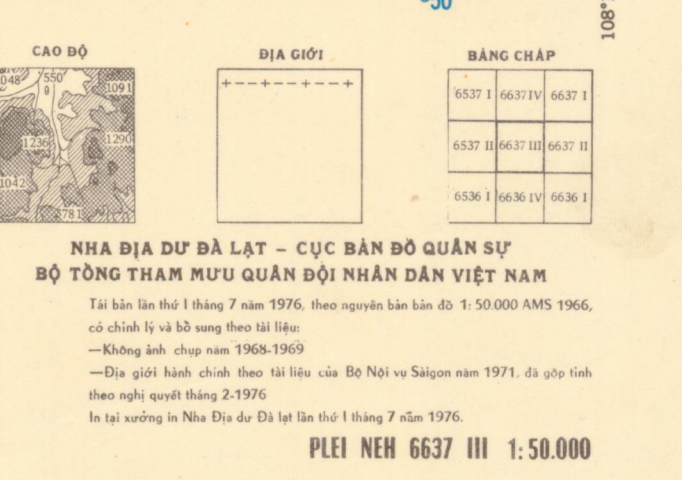 50
108°
CAO ĐỘ
ĐỊA GIỚI
BẢNG CHẮP
048
550
1091
1236
1290
1042
781
6537 I 6637 IV 6637 I
6537 II 6637 III 6637 II
6536 I 6636 IV 6636 I
NHA ĐỊA DƯ ĐÀ LẠT – CỤC BẢN ĐỒ QUÂN SỰ
BỘ TỔNG THAM MƯU QUÂN ĐỘI NHÂN DÂN VIỆT NAM
Tái bản lần thứ I tháng 7 năm 1976, theo nguyên bản bản đồ 1: 50.000 AMS 1966,
có chỉnh lý và bổ sung theo tài liệu:
—Không ảnh chụp năm 1968-1969
—Địa giới hành chính theo tài liệu của Bộ Nội vụ Sàigon năm 1971, đã gộp tỉnh
theo nghị quyết tháng 2-1976
In tại xưởng in Nha Địa dư Đà lạt lần thứ I tháng 7 năm 1976.
PLEI NEH 6637 III 1:50.000